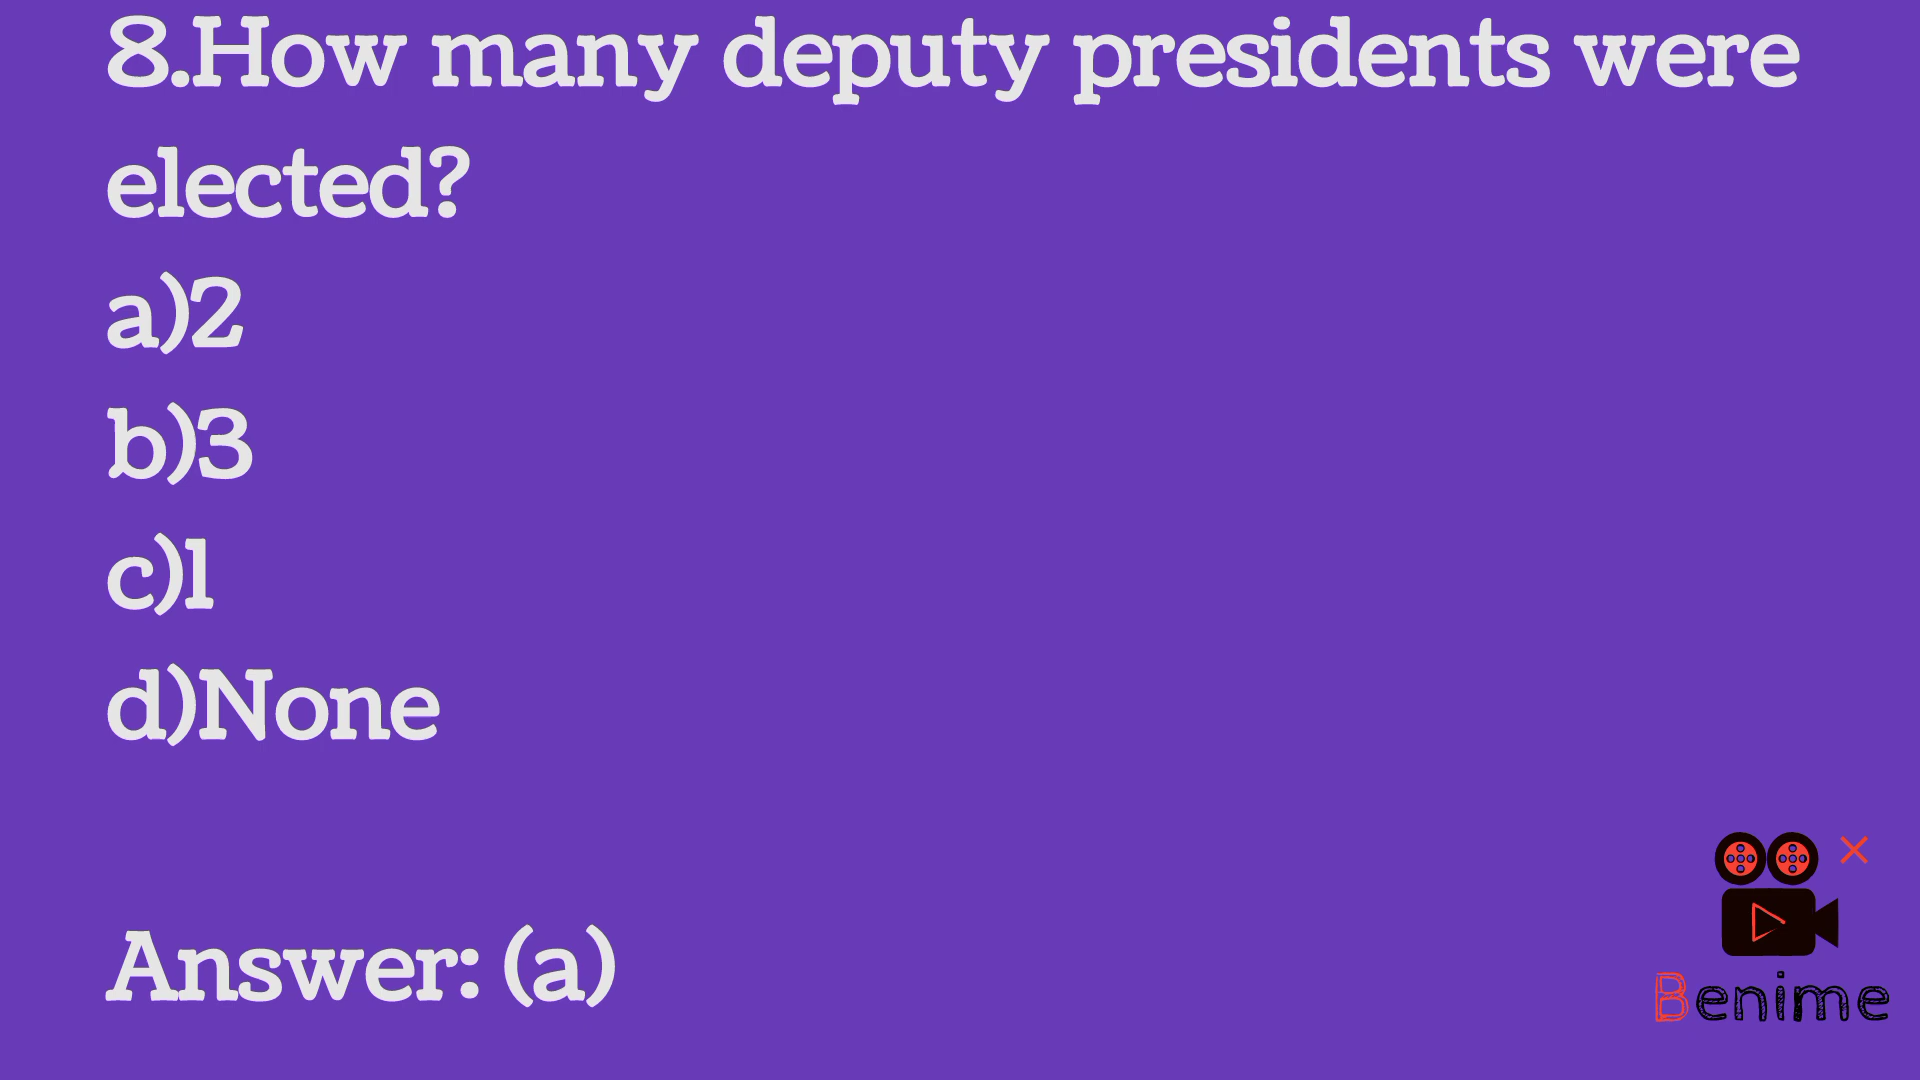 8.How many deputy presidents were
elected?
a)2
b)3
c)1
d)None
Answer: (a)
Benime